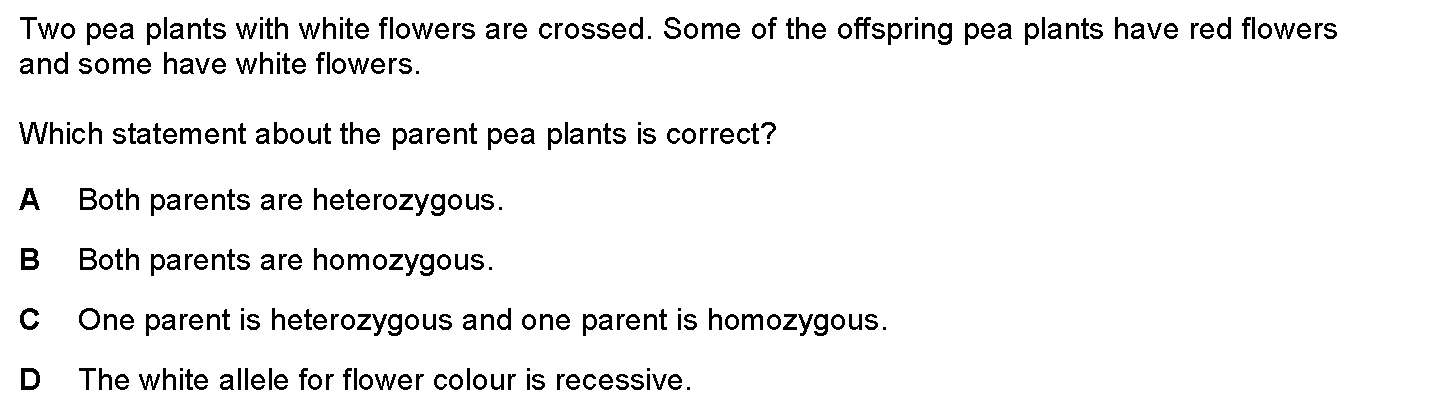 Two pea plants with white flowers are crossed. Some of the offspring pea plants have red flowers
and some have white flowers.
Which statement about the parent pea plants is correct?
A Both parents are heterozygous.
B Both parents are homozygous.
C One parent is heterozygous and one parent is homozygous.
D The white allele for flower colour is recessive.